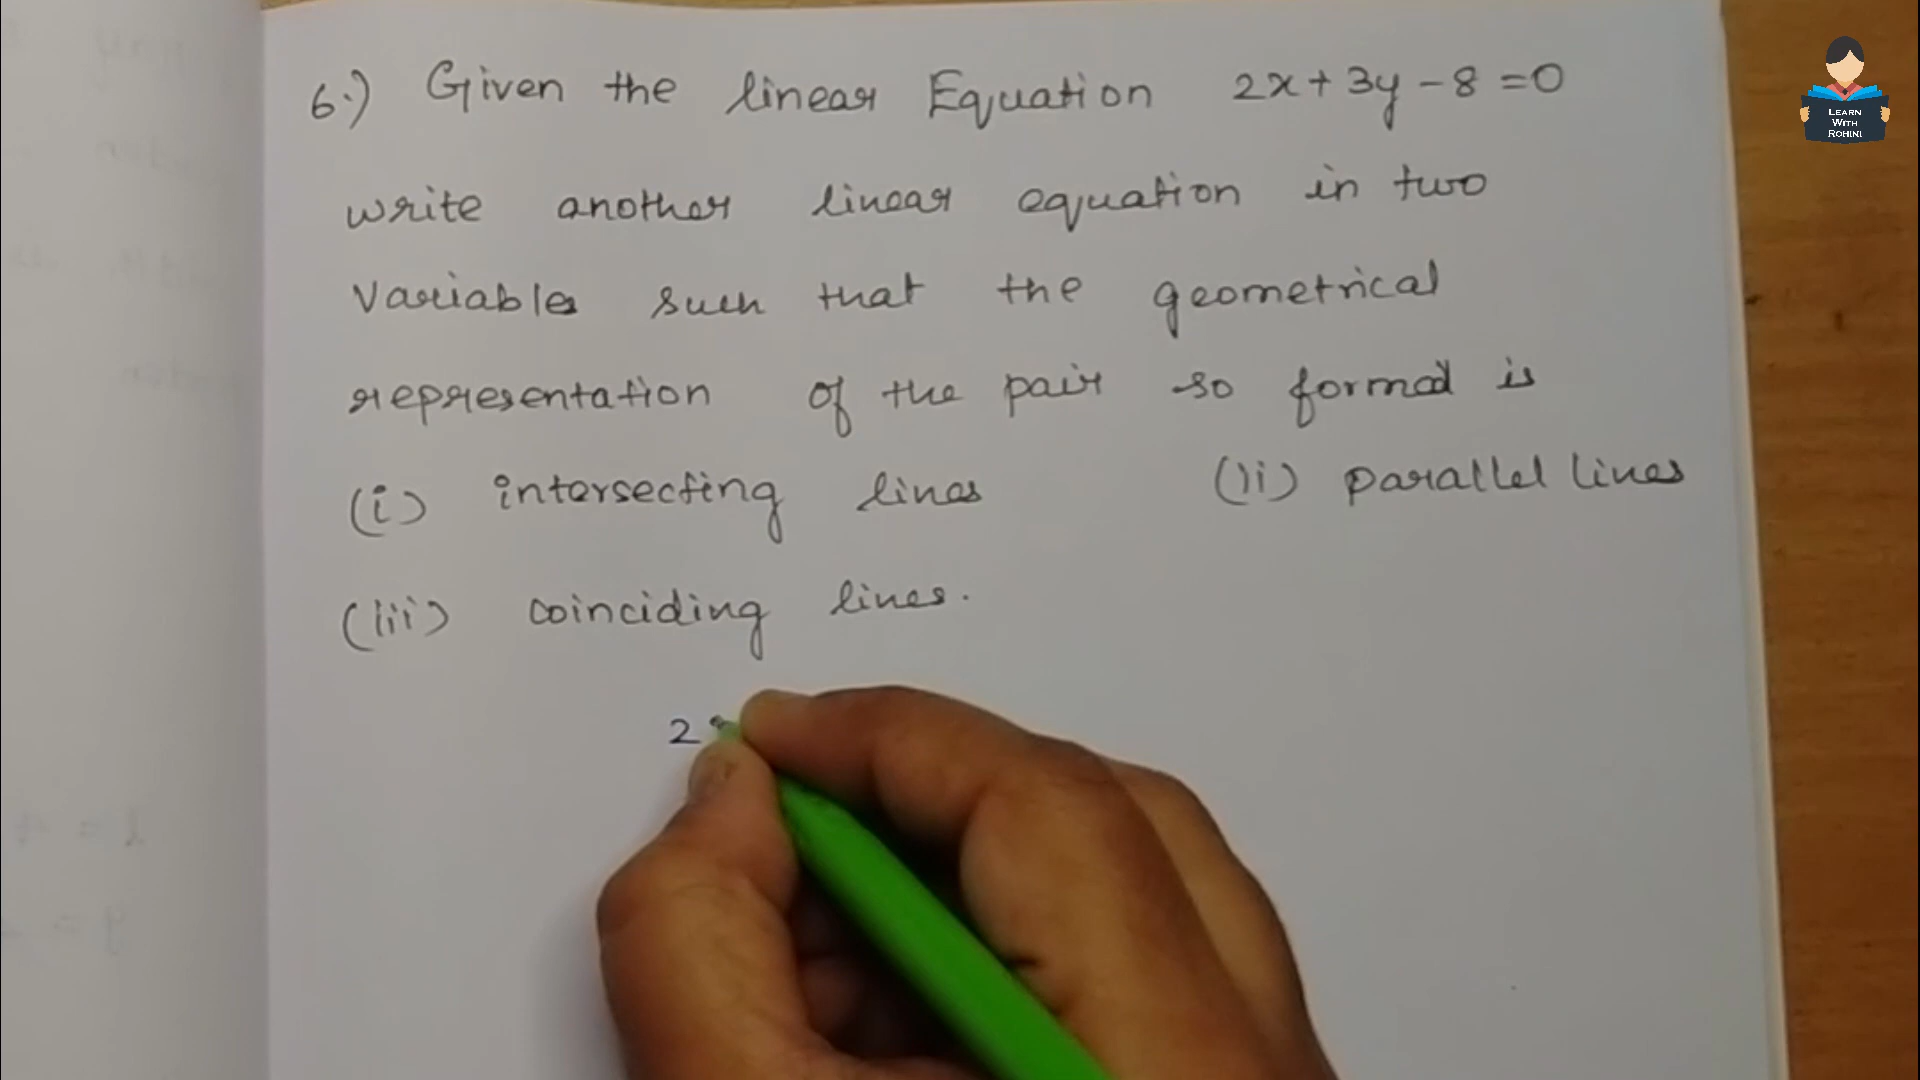 6.) Given the linear Equation 2x + 3y - 8 = 0
write another linear equation in two
variables such that the geometrical
representation of the pair so formed is
(i) intersecting lines (ii) parallel lines
(iii) coinciding lines.
2
LEARN
WITH
ROHINI